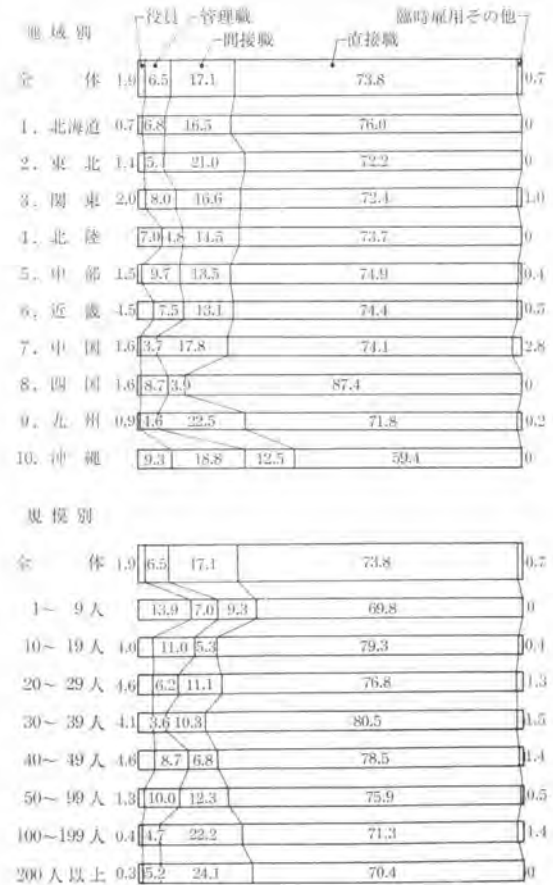 地域別 役員 管理職 間接職 直接職 臨時雇用その他
全体 1.9 6.5 17.1 73.8 0.7
1. 北海道 0.7 6.8 16.5 76.0 0
2. 東北 1.4 5. 21.0 72.2 0
3. 関東 2.0 8.0 16.6 72.4 1.0
4. 北陸 7.0 4.8 14.5 73.7 0
5. 中部 1.5 9.7 13.5 74.9 0.4
6. 近畿 4.5 7.5 13.1 74.4 0.5
7. 中国 1.6 3.7 17.8 74.1 2.8
8. 四国 1.6 8.7 3.9 87.4 0
9. 九州 0.9 4.6 22.5 71.8 0.2
10. 沖縄 9.3 18.8 12.5 59.4 0
規模別
全体 1.9 6.5 17.1 73.8 0.7
1~ 9人 13.9 7.0 9.3 69.8 0
10~ 19人 4.0 11.0 5.3 79.3 0.4
20~ 29人 4.6 6.2 11.1 76.8 1.3
30~ 39人 4.1 3.6 10.3 80.5 1.5
40~ 49人 4.6 8.7 6.8 78.5 1.4
50~ 99人 1.3 10.0 12.3 75.9 0.5
100~199人 0.4 4.7 22.2 71.3 1.4
200人以上 0.3 5.2 24.1 70.4 0